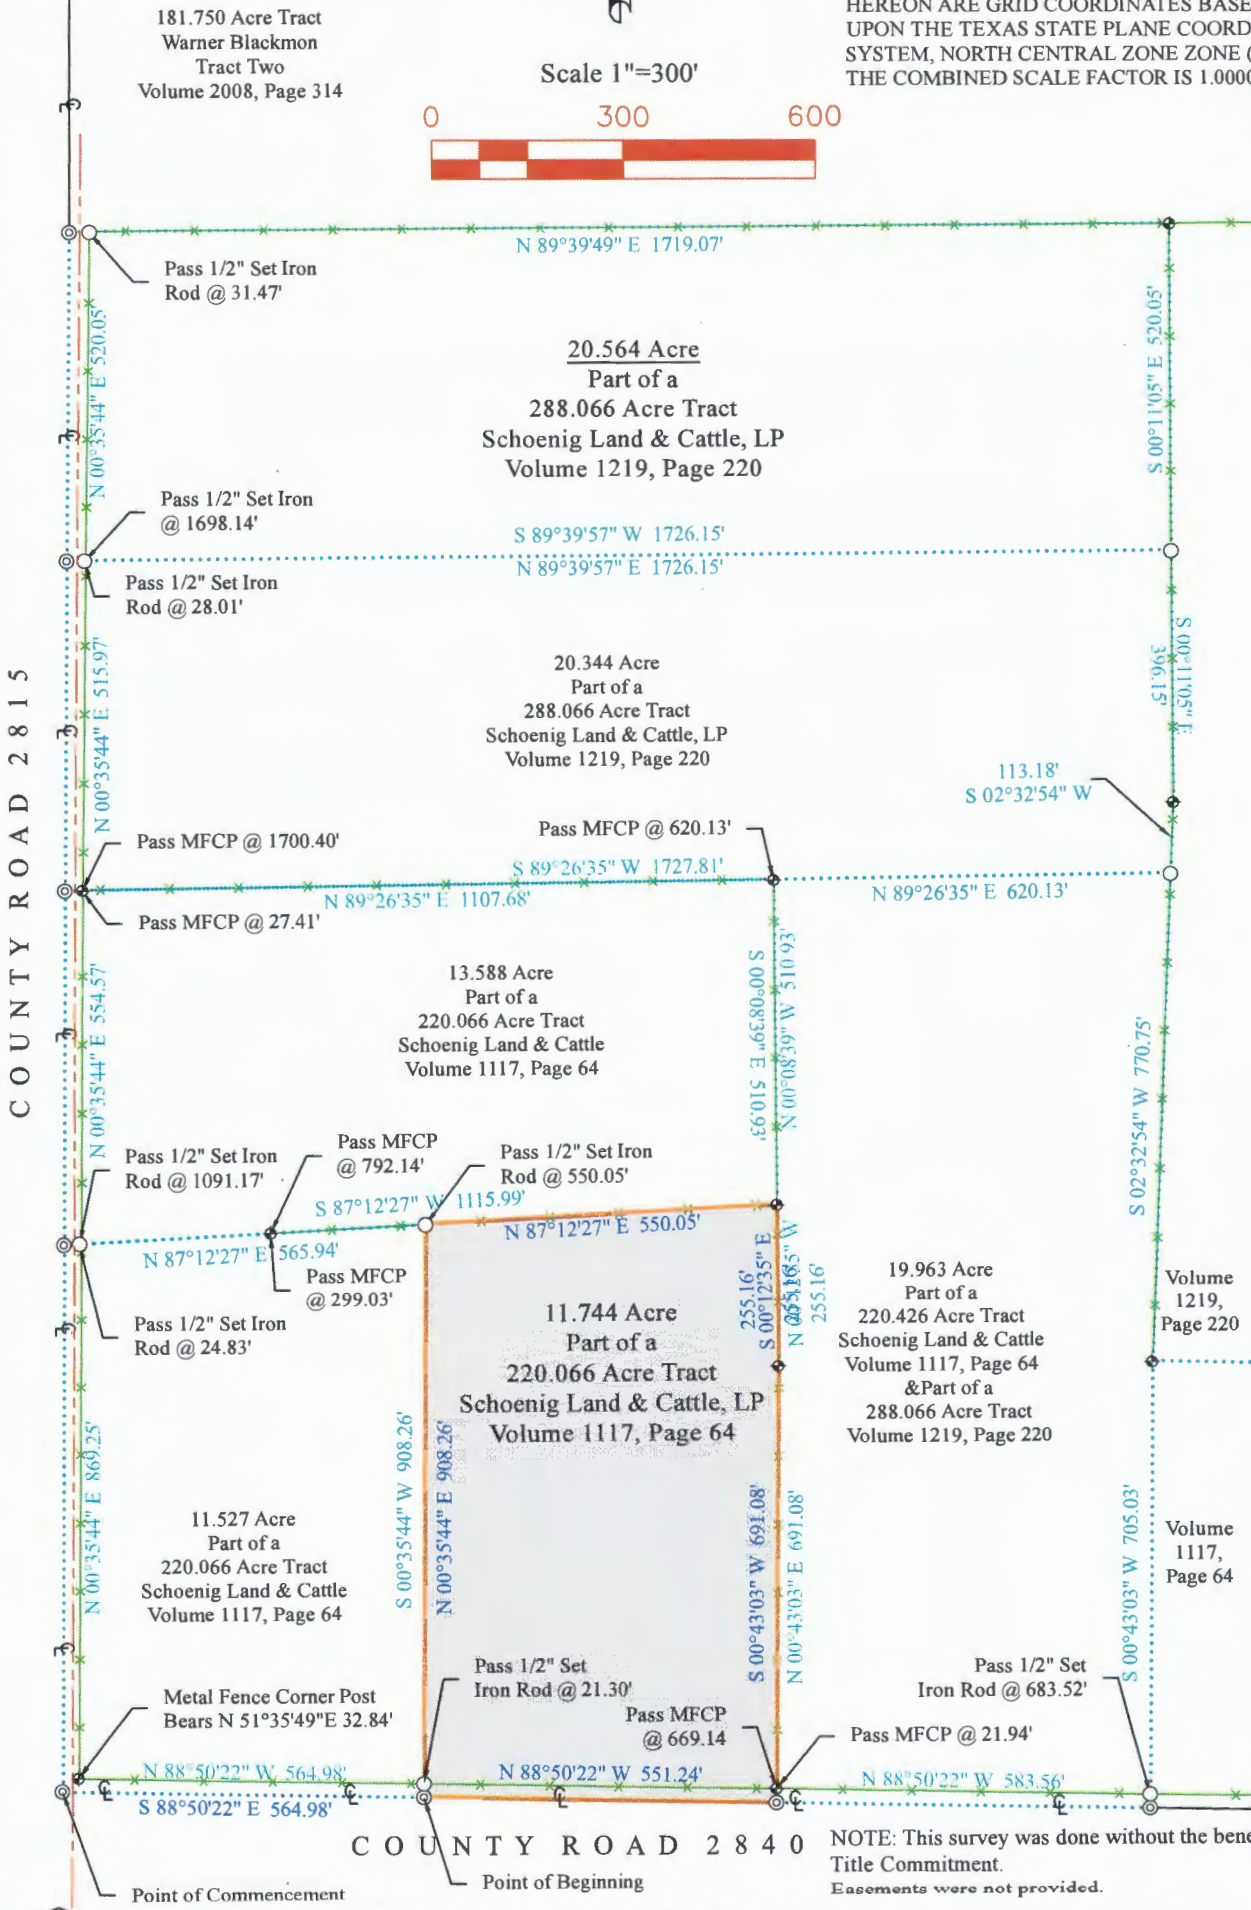 181.750 Acre Tract
Warner Blackmon
Tract Two
Volume 2008, Page 314
Scale 1"=300'
0 300 600
HEREON ARE GRID COORDINATES BASE
UPON THE TEXAS STATE PLANE COORD
SYSTEM, NORTH CENTRAL ZONE ZONE (
THE COMBINED SCALE FACTOR IS 1.0000
N 89°39'49" E 1719.07'
Pass 1/2" Set Iron
Rod @ 31.47'
N 00°35'44" E 520.05'
20.564 Acre
Part of a
288.066 Acre Tract
Schoenig Land & Cattle, LP
Volume 1219, Page 220
S 00°11'05" E 520.05'
Pass 1/2" Set Iron
@ 1698.14'
S 89°39'57" W 1726.15'
N 89°39'57" E 1726.15'
Pass 1/2" Set Iron
Rod @ 28.01'
COUNTY ROAD 2815
N 00°35'44" E 515.97'
20.344 Acre
Part of a
288.066 Acre Tract
Schoenig Land & Cattle, LP
Volume 1219, Page 220
S 00°11'05" E
396.15'
113.18'
S 02°32'54" W
Pass MFCP @ 1700.40'
Pass MFCP @ 620.13'
S 89°26'35" W 1727.81'
N 89°26'35" E 1107.68'
N 89°26'35" E 620.13'
Pass MFCP @ 27.41'
N 00°35'44" E 554.57'
13.588 Acre
Part of a
220.066 Acre Tract
Schoenig Land & Cattle
Volume 1117, Page 64
S 00°08'39" E 510.93'
N 00°08'39" W 510.93'
S 02°32'54" W 770.75'
Pass 1/2" Set Iron
Rod @ 1091.17'
Pass MFCP
@ 792.14'
Pass 1/2" Set Iron
Rod @ 550.05'
S 87°12'27" W 1115.99'
N 87°12'27" E 565.94'
N 87°12'27" E 550.05'
Pass MFCP
@ 299.03'
Pass 1/2" Set Iron
Rod @ 24.83'
S 00°12'35" E
255.16'
N 00°12'35" W
255.16'
255.16'
11.744 Acre
Part of a
220.066 Acre Tract
Schoenig Land & Cattle, LP
Volume 1117, Page 64
19.963 Acre
Part of a
220.426 Acre Tract
Schoenig Land & Cattle
Volume 1117, Page 64
&Part of a
288.066 Acre Tract
Volume 1219, Page 220
Volume
1219,
Page 220
N 00°35'44" E 869.25'
S 00°35'44" W 908.26'
N 00°35'44" E 908.26'
S 00°43'03" W 691.08'
N 00°43'03" E 691.08'
S 00°43'03" W 705.03'
11.527 Acre
Part of a
220.066 Acre Tract
Schoenig Land & Cattle
Volume 1117, Page 64
Volume
1117,
Page 64
Metal Fence Corner Post
Bears N 51°35'49"E 32.84'
Pass 1/2" Set
Iron Rod @ 21.30'
Pass MFCP
@ 669.14
Pass 1/2" Set
Iron Rod @ 683.52'
Pass MFCP @ 21.94'
N 88°50'22" W 564.98'
S 88°50'22" E 564.98'
N 88°50'22" W 551.24'
N 88°50'22" W 583.56'
COUNTY ROAD 2840
Point of Commencement
Point of Beginning
NOTE: This survey was done without the bene
Title Commitment.
Easements were not provided.